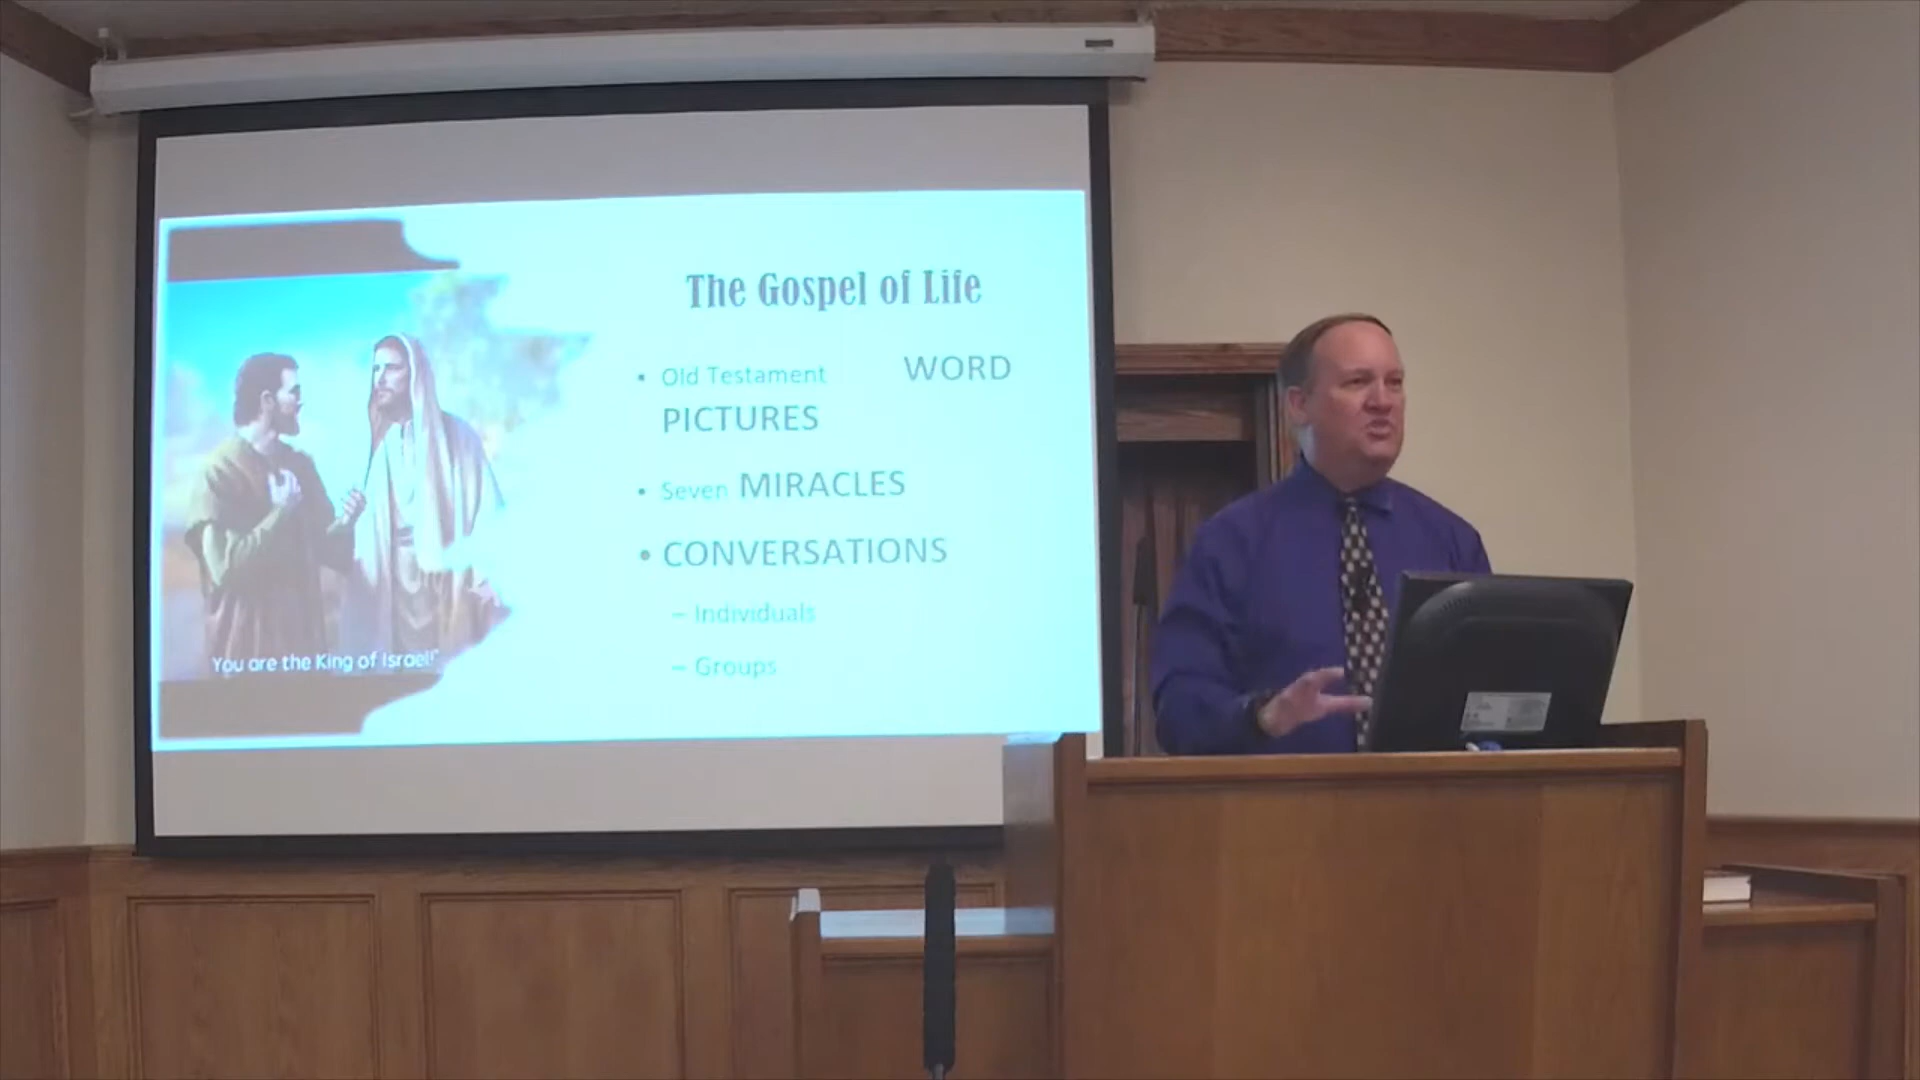 The Gospel of Life
• Old Testament WORD
PICTURES
• Seven MIRACLES
• CONVERSATIONS
– Individuals
– Groups
You are the King of Israel!"